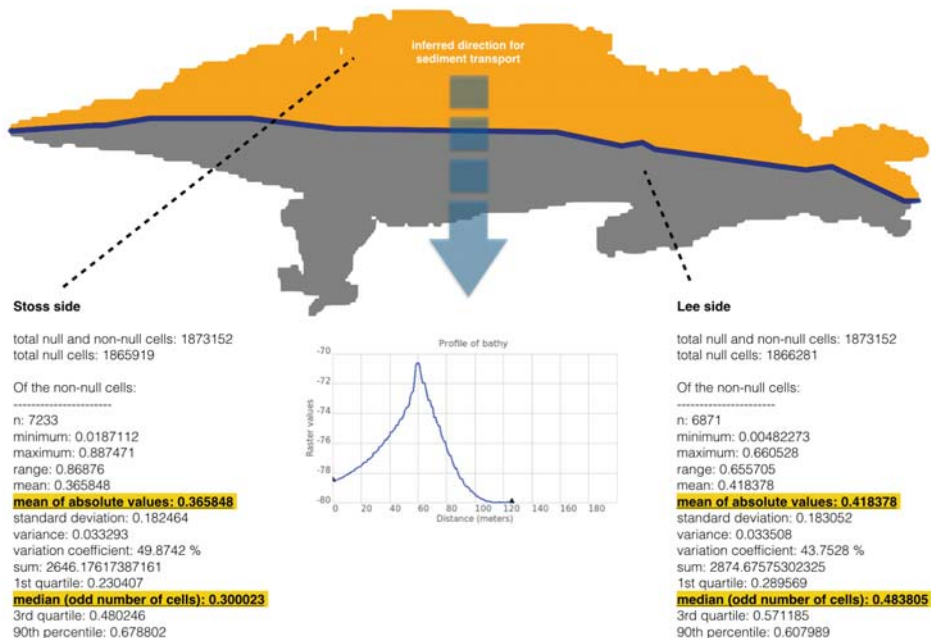 inferred direction for
sediment transport
Stoss side
total null and non-null cells: 1873152
total null cells: 1865919
Of the non-null cells:
----------------------
n: 7233
minimum: 0.0187112
maximum: 0.887471
range: 0.86876
mean: 0.365848
mean of absolute values: 0.365848
standard deviation: 0.182464
variance: 0.033293
variation coefficient: 49.8742 %
sum: 2646.17617387161
1st quartile: 0.230407
median (odd number of cells): 0.300023
3rd quartile: 0.480246
90th percentile: 0.678802
Profile of bathy
Raster values
-70
-72
-74
-76
-78
-80
0 20 40 60 80 100 120 140 160 180
Distance (meters)
Lee side
total null and non-null cells: 1873152
total null cells: 1866281
Of the non-null cells:
----------------------
n: 6871
minimum: 0.00482273
maximum: 0.660528
range: 0.655705
mean: 0.418378
mean of absolute values: 0.418378
standard deviation: 0.183052
variance: 0.033508
variation coefficient: 43.7528 %
sum: 2874.67575302325
1st quartile: 0.289569
median (odd number of cells): 0.483805
3rd quartile: 0.571185
90th percentile: 0.607989